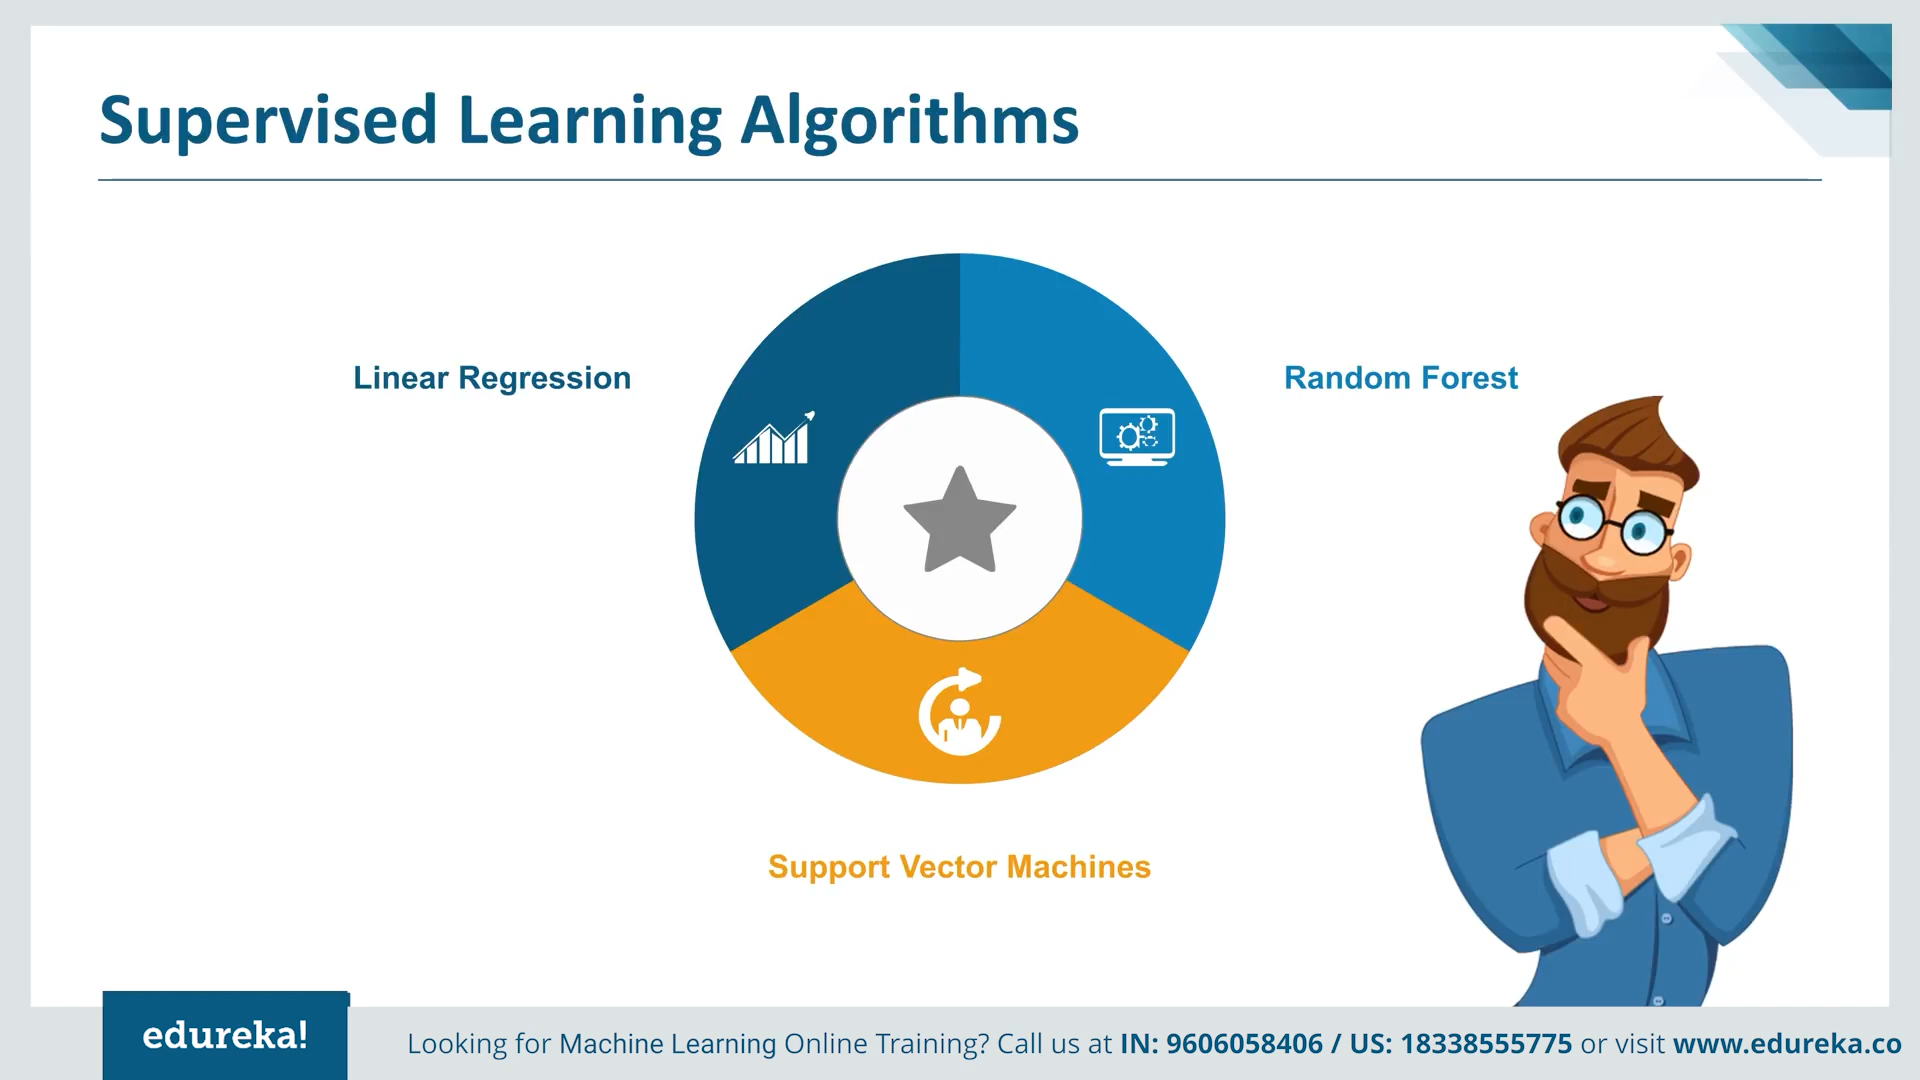 Supervised Learning Algorithms
Linear Regression
Random Forest
Support Vector Machines
edureka!
Looking for Machine Learning Online Training? Call us at IN: 9606058406 / US: 18338555775 or visit www.edureka.co